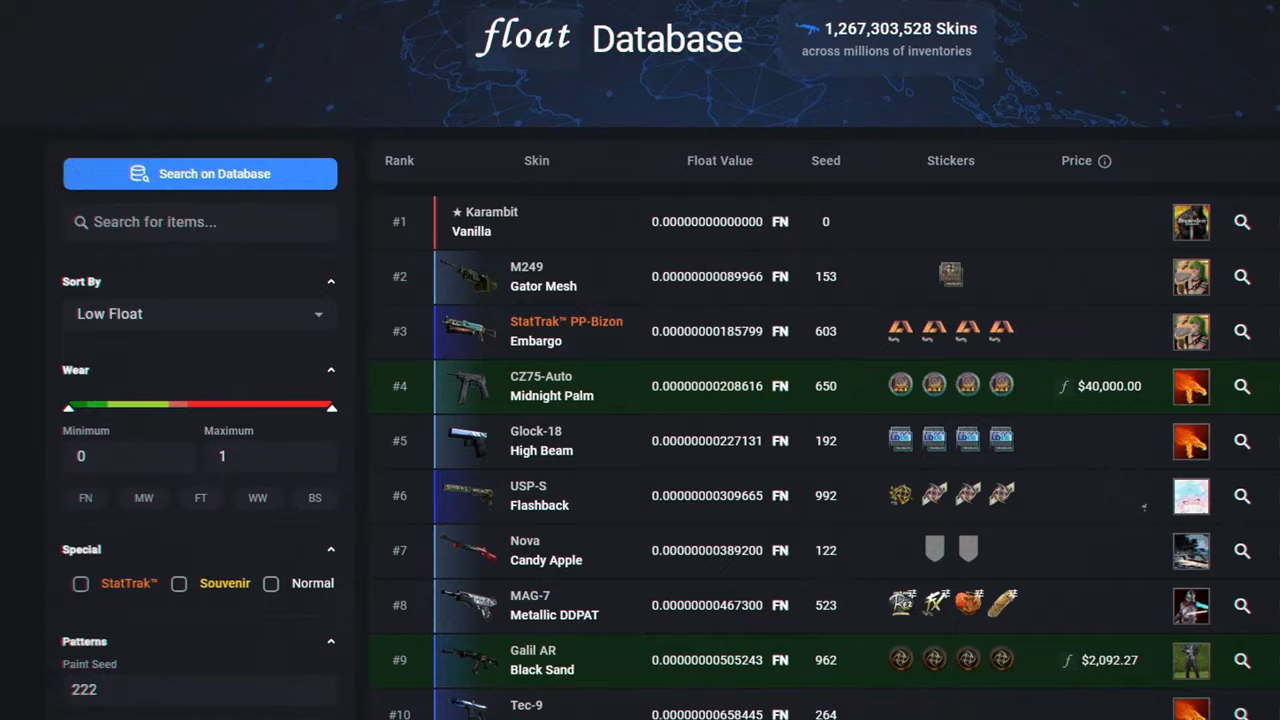 float Database
1,267,303,528 Skins
across millions of inventories
Search on Database
Search for items...
Sort By
Low Float
Wear
Minimum Maximum
0 1
FN MW FT WW BS
Special
StatTrak™ Souvenir Normal
Patterns
Paint Seed
222
Rank Skin Float Value Seed Stickers Price
#1 ★ Karambit
Vanilla 0.00000000000000 FN 0
#2 M249
Gator Mesh 0.00000000089966 FN 153
#3 StatTrak™ PP-Bizon
Embargo 0.00000000185799 FN 603
#4 CZ75-Auto
Midnight Palm 0.00000000208616 FN 650 f $40,000.00
#5 Glock-18
High Beam 0.00000000227131 FN 192
#6 USP-S
Flashback 0.00000000309665 FN 992
#7 Nova
Candy Apple 0.00000000389200 FN 122
#8 MAG-7
Metallic DDPAT 0.00000000467300 FN 523
#9 Galil AR
Black Sand 0.00000000505243 FN 962 f $2,092.27
#10 Tec-9
0.00000000658445 FN 264